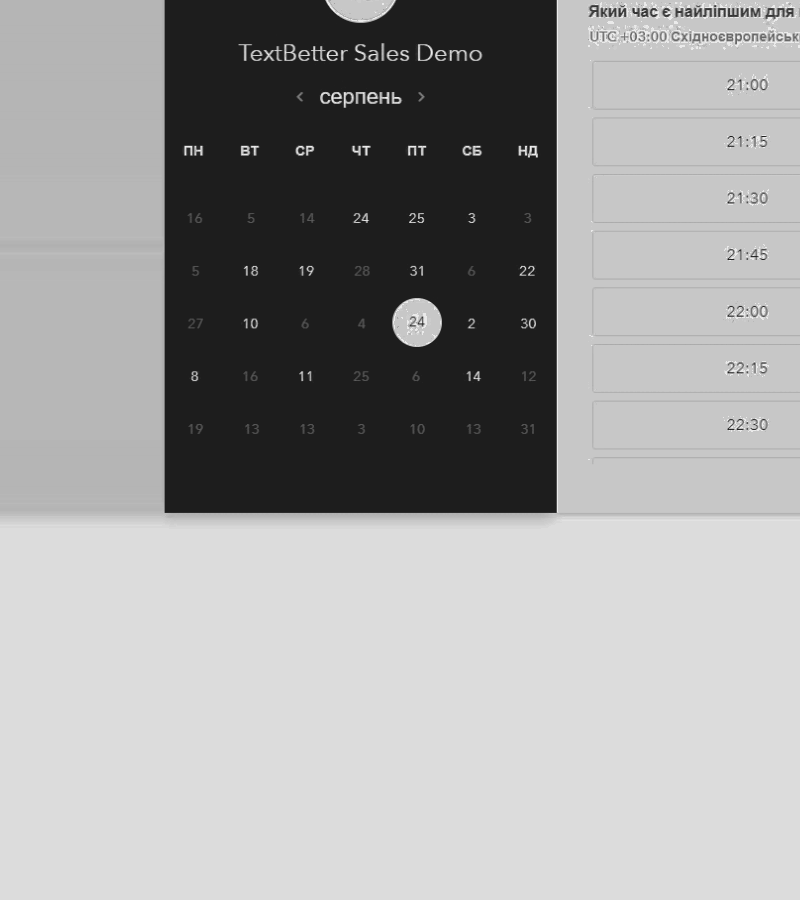 TextBetter Sales Demo
серпень
ПН ВТ СР ЧТ ПТ СБ НД
16 5 14 24 25 3 3
5 18 19 28 31 6 22
27 10 6 4 24 2 30
8 16 11 25 6 14 12
19 13 13 3 10 13 31
Який час є найліпшим для
UTC +03:00 Східноєвропейськ
21:00
21:15
21:30
21:45
22:00
22:15
22:30